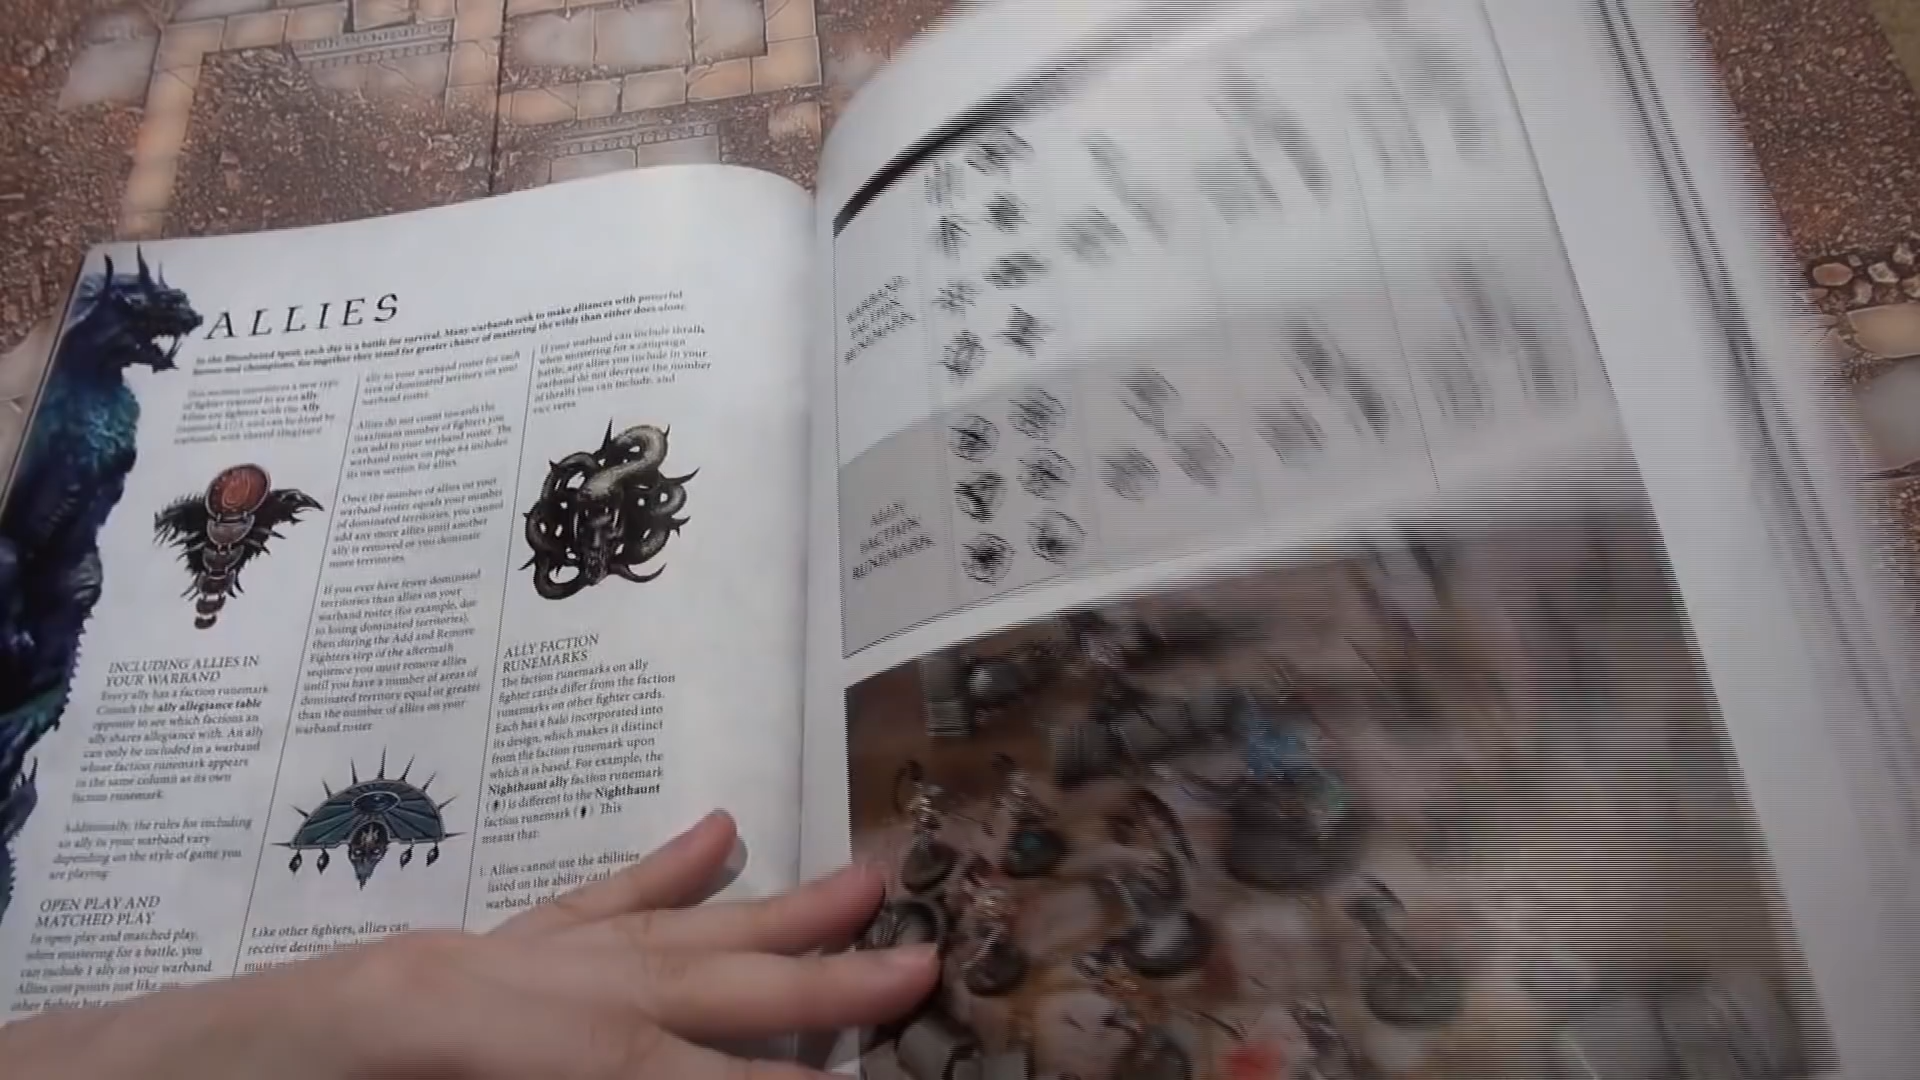 ALLIES
In the Bloodwind Spoil, each day is a battle for survival. Many warbands seek to make alliances with powerful
heroes and champions, for together they stand far greater chance of mastering the wilds than either does alone.
ally to your warband roster for each
area of dominated territory on your
warband roster.
Allies do not count towards the
maximum number of fighters you
can add to your warband roster. The
warband roster on page 64 includes
its own section for allies.
Once the number of allies on your
warband roster equals your number
of dominated territories, you cannot
add any more allies until another
ally is removed or you dominate
more territories.
If you ever have fewer dominated
territories than allies on your
warband roster (for example, due
to losing dominated territories),
then during the Add and Remove
Fighters step of the aftermath
sequence you must remove allies
until you have a number of areas of
dominated territory equal or greater
than the number of allies on your
warband roster.
Like other fighters, allies can
receive destiny
If your warband can include thralls
when mustering for a campaign
battle, any allies you include in your
warband do not decrease the number
of thralls you can include, and
vice versa.
INCLUDING ALLIES IN
YOUR WARBAND
Every ally has a faction runemark.
Consult the ally allegiance table
opposite to see which factions an
ally shares allegiance with. An ally
can only be included in a warband
whose faction runemark appears
in the same column as its own
faction runemark.
Additionally, the rules for including
an ally in your warband vary
depending on the style of game you
are playing.
OPEN PLAY AND
MATCHED PLAY
In open play and matched play,
when mustering for a battle, you
can include 1 ally in your warband.
Allies cost points just like
other fighter but
ALLY FACTION
RUNEMARKS
The faction runemarks on ally
fighter cards differ from the faction
runemarks on other fighter cards.
Each has a halo incorporated into
its design, which makes it distinct
from the faction runemark upon
which it is based. For example, the
Nighthaunt ally faction runemark
( ) is different to the Nighthaunt
faction runemark ( ). This
means that:
1. Allies cannot use the abilities
listed on the ability card
warband, and
WARBAND
FACTION
RUNEMARK
ALLY
FACTION
RUNEMARK